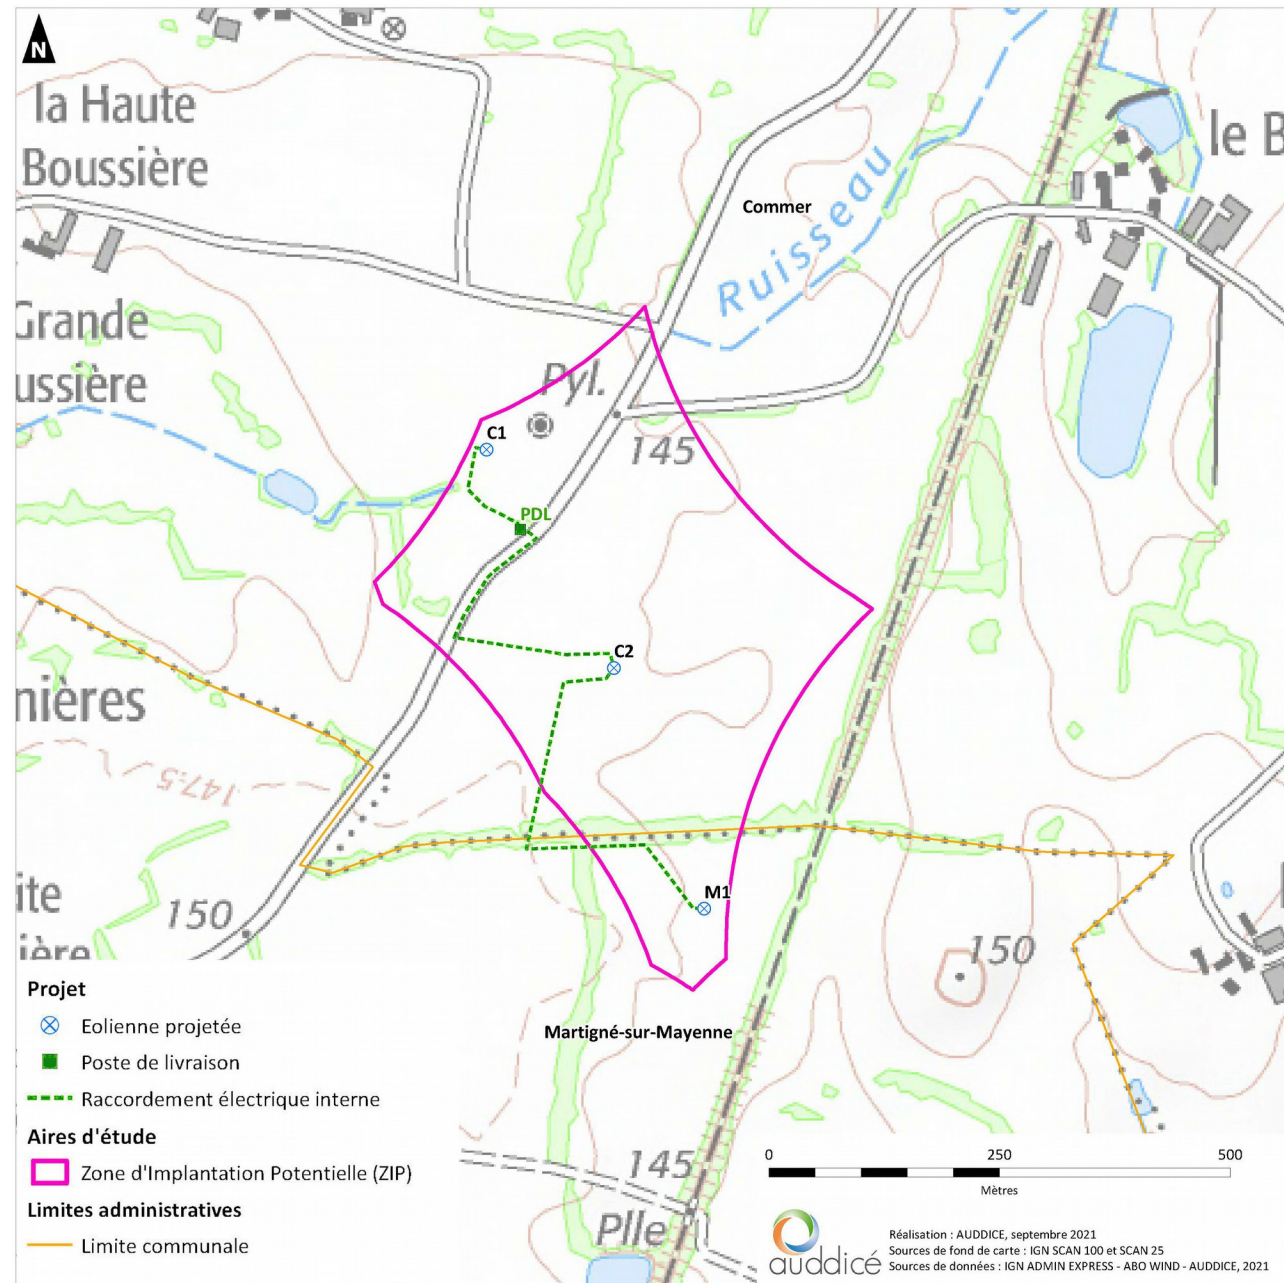 N
la Haute
Boussière
le B
Commer
Ruisseau
Grande
ussière
Pyl.
C1
145
PDL
C2
nières
147.5
M1
ite
ière
150
150
Martigné-sur-Mayenne
145
Plle
Projet
Eolienne projetée
Poste de livraison
Raccordement électrique interne
Aires d'étude
Zone d'Implantation Potentielle (ZIP)
Limites administratives
Limite communale
0 250 500
Mètres
auddicé
Réalisation : AUDDICE, septembre 2021
Sources de fond de carte : IGN SCAN 100 et SCAN 25
Sources de données : IGN ADMIN EXPRESS - ABO WIND - AUDDICE, 2021